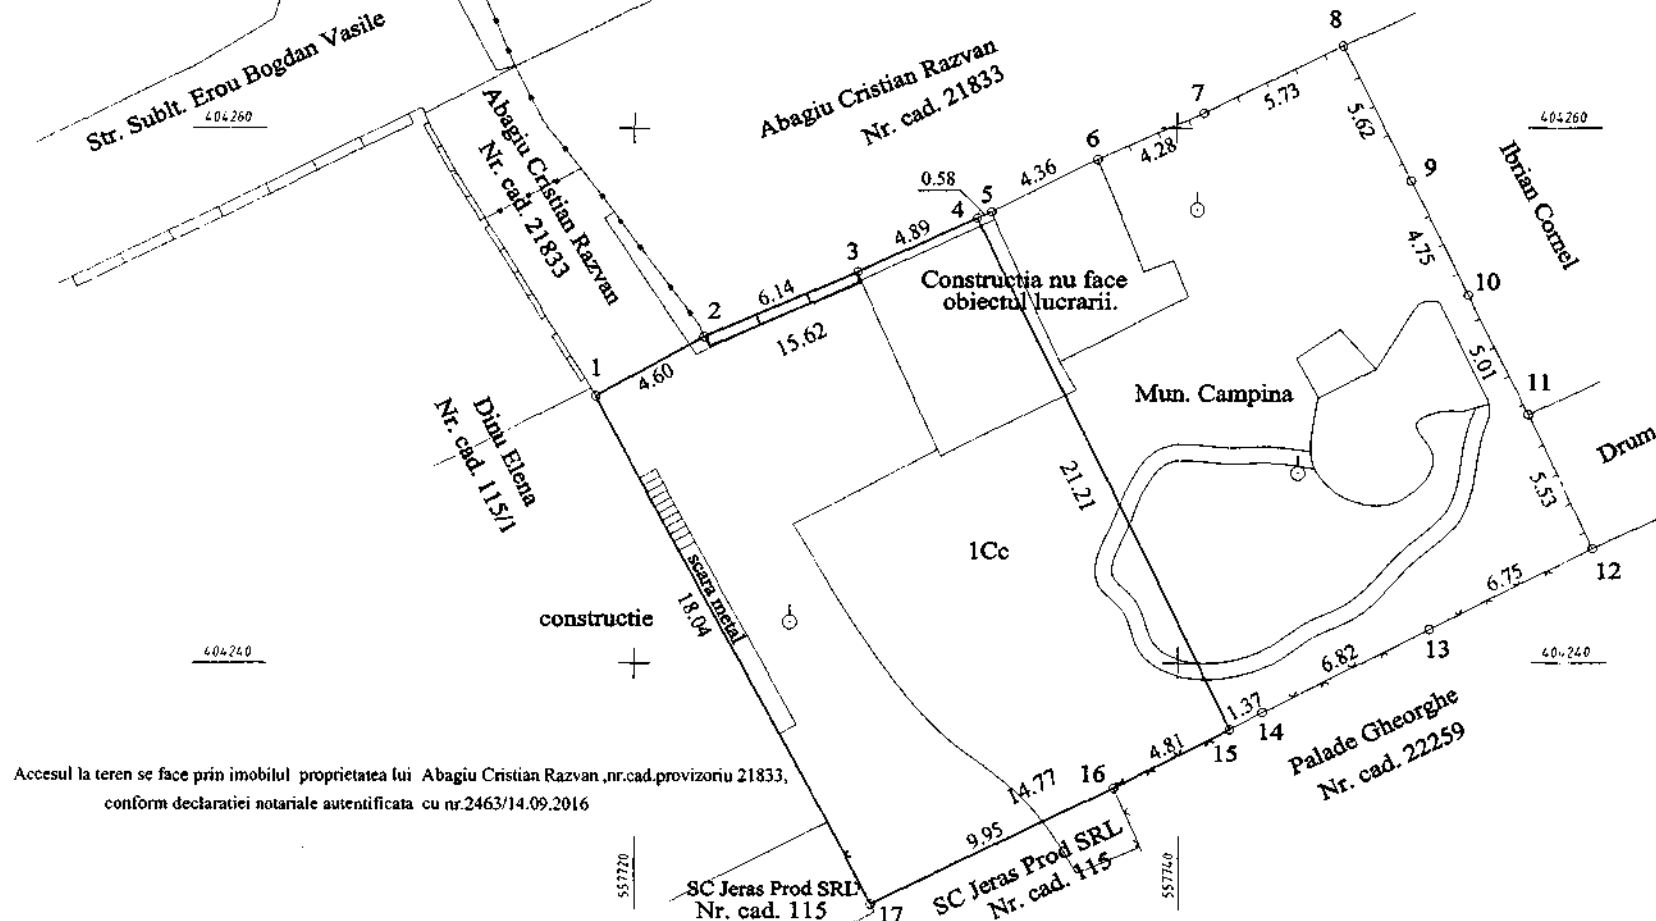 8
Str. Sublt. Erou Bogdan Vasile
Abagiu Cristian Razvan
Nr. cad. 21833
7
5.73
404260
404260
5.62
Abagiu Cristian Razvan
Nr. cad. 21833
6
4.28
Ibrian Cornel
9
0.58
5
4.36
4
4.89
4.75
3
Constructia nu face
obiectul lucrarii.
6.14
10
2
15.62
5.01
1
4.60
Mun. Campina
11
Dinu Elena
Nr. cad. 115/1
Drum
21.21
5.53
1Cc
12
scara metal
18.04
6.75
constructie
13
404240
404240
6.82
1.37
14
Palade Gheorghe
Nr. cad. 22259
15
4.81
16
14.77
Accesul la teren se face prin imobilul proprietatea lui Abagiu Cristian Razvan ,nr.cad.provizoriu 21833,
conform declaratiei notariale autentificata cu nr.2463/14.09.2016
9.95
557720
557740
SC Jeras Prod SRL
Nr. cad. 115
SC Jeras Prod SRL
Nr. cad. 115
17